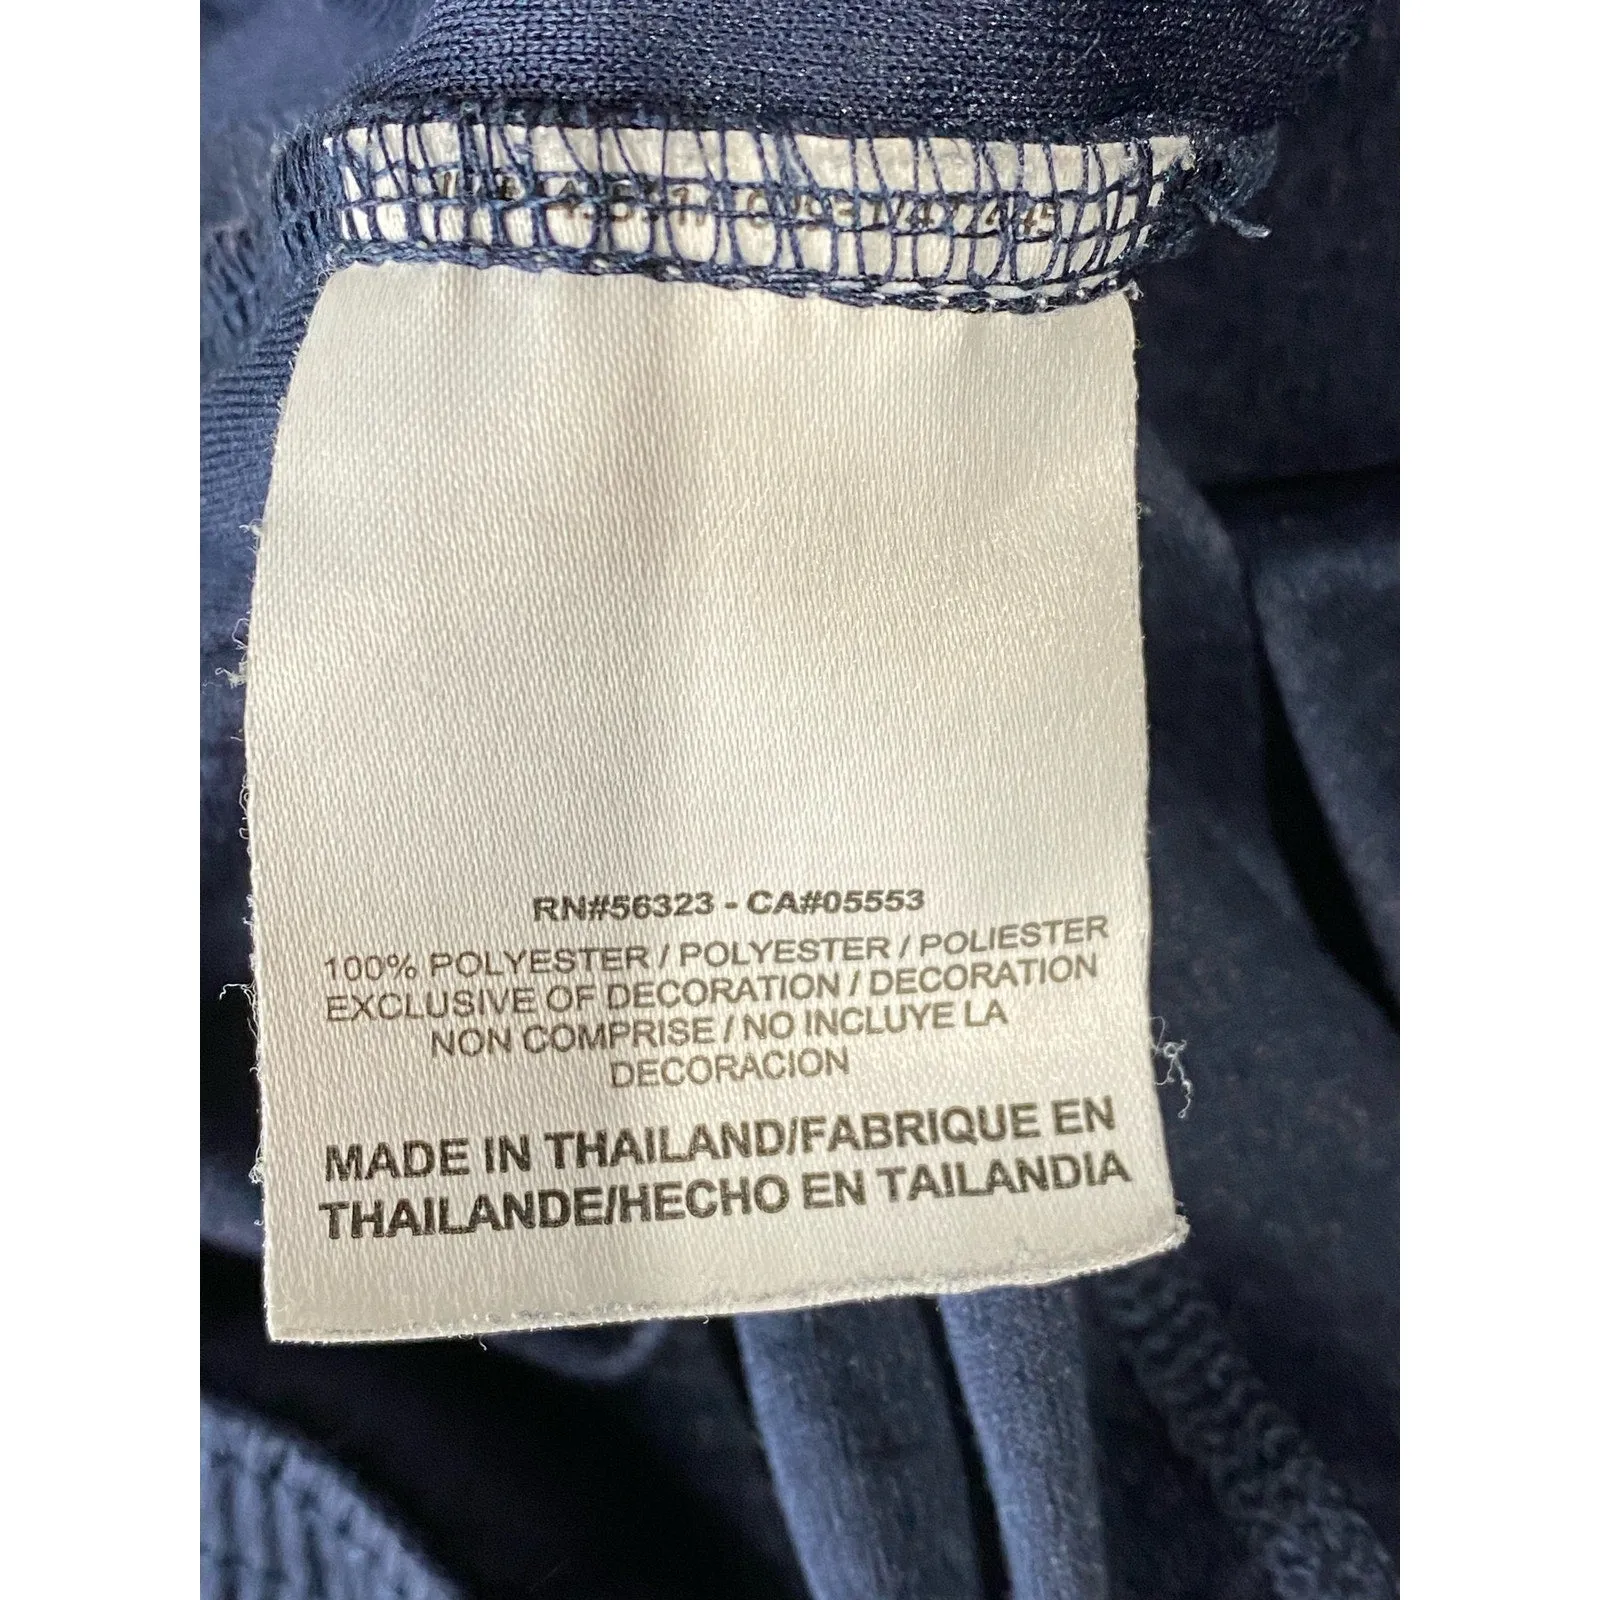 RN#56323 - CA#05553
100% POLYESTER / POLYESTER / POLIESTER
EXCLUSIVE OF DECORATION / DECORATION
NON COMPRISE / NO INCLUYE LA
DECORACION
MADE IN THAILAND/FABRIQUE EN
THAILANDE/HECHO EN TAILANDIA